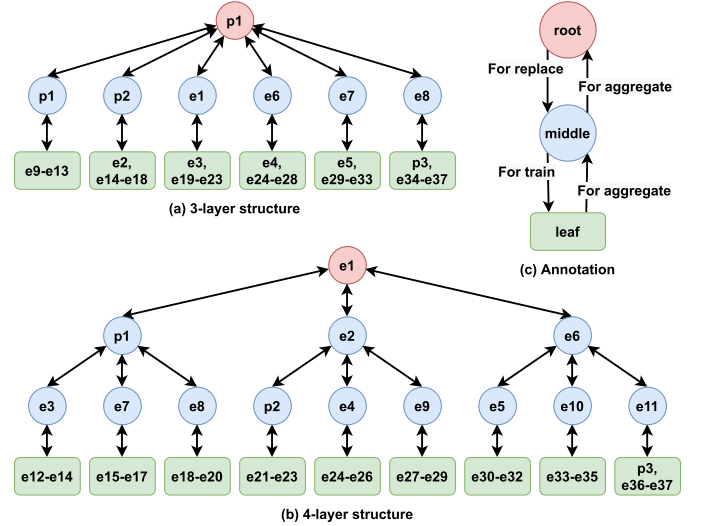 p1
p1
p2
e1
e6
e7
e8
e9-e13
e2,
e14-e18
e3,
e19-e23
e4,
e24-e28
e5,
e29-e33
p3,
e34-e37
(a) 3-layer structure
root
For replace
For aggregate
middle
For train
For aggregate
leaf
(c) Annotation
e1
p1
e2
e6
e3
e7
e8
p2
e4
e9
e5
e10
e11
e12-e14
e15-e17
e18-e20
e21-e23
e24-e26
e27-e29
e30-e32
e33-e35
p3,
e36-e37
(b) 4-layer structure